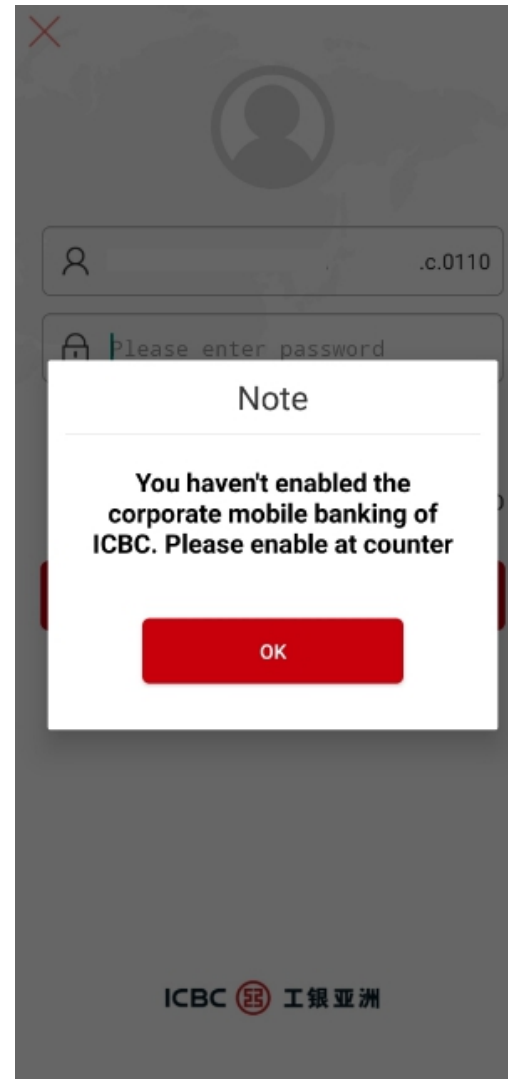 .c.0110
Please enter password
Note
You haven't enabled the
corporate mobile banking of
ICBC. Please enable at counter
OK
ICBC 工银亚洲